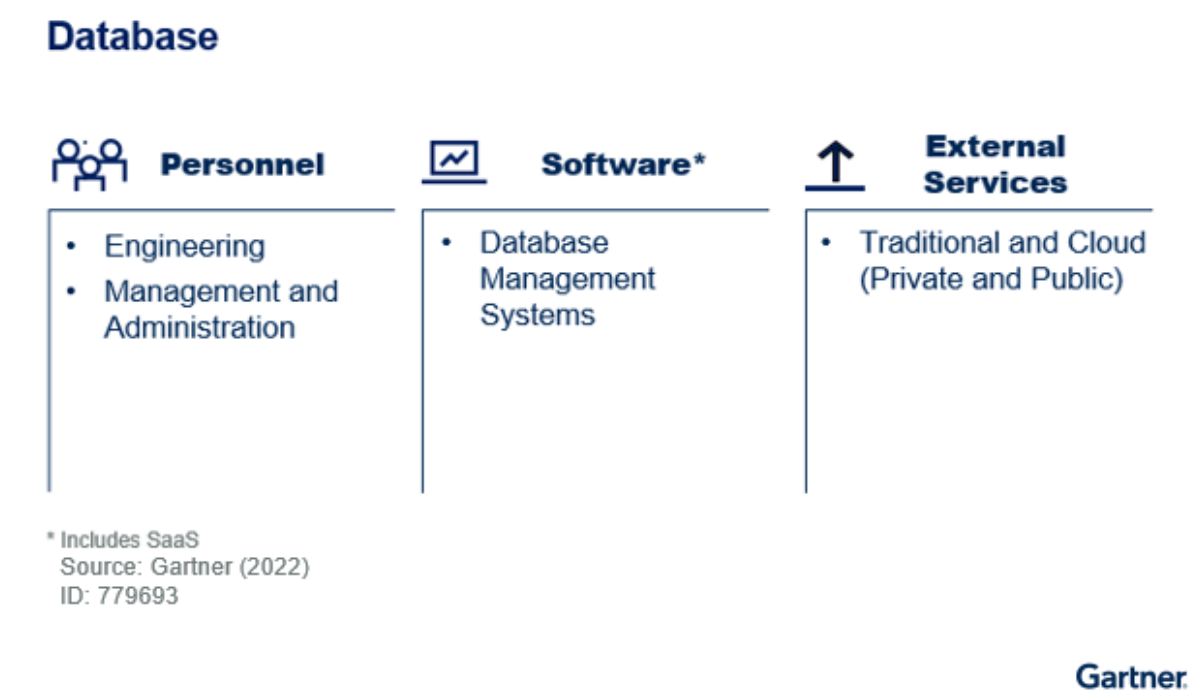 Database
Personnel
• Engineering
• Management and
Administration
Software*
• Database
Management
Systems
External
Services
• Traditional and Cloud
(Private and Public)
* Includes SaaS
Source: Gartner (2022)
ID: 779693
Gartner